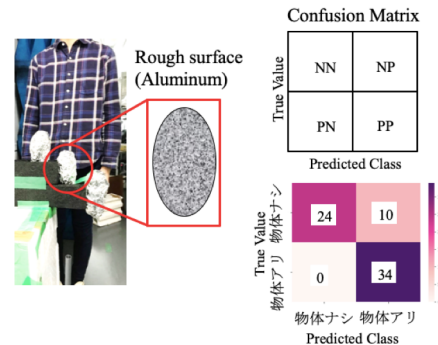 Confusion Matrix
Rough surface
(Aluminum)
True Value
NN NP
PN PP
Predicted Class
True Value
物体ナシ
物体アリ
24 10
0 34
物体ナシ 物体アリ
Predicted Class